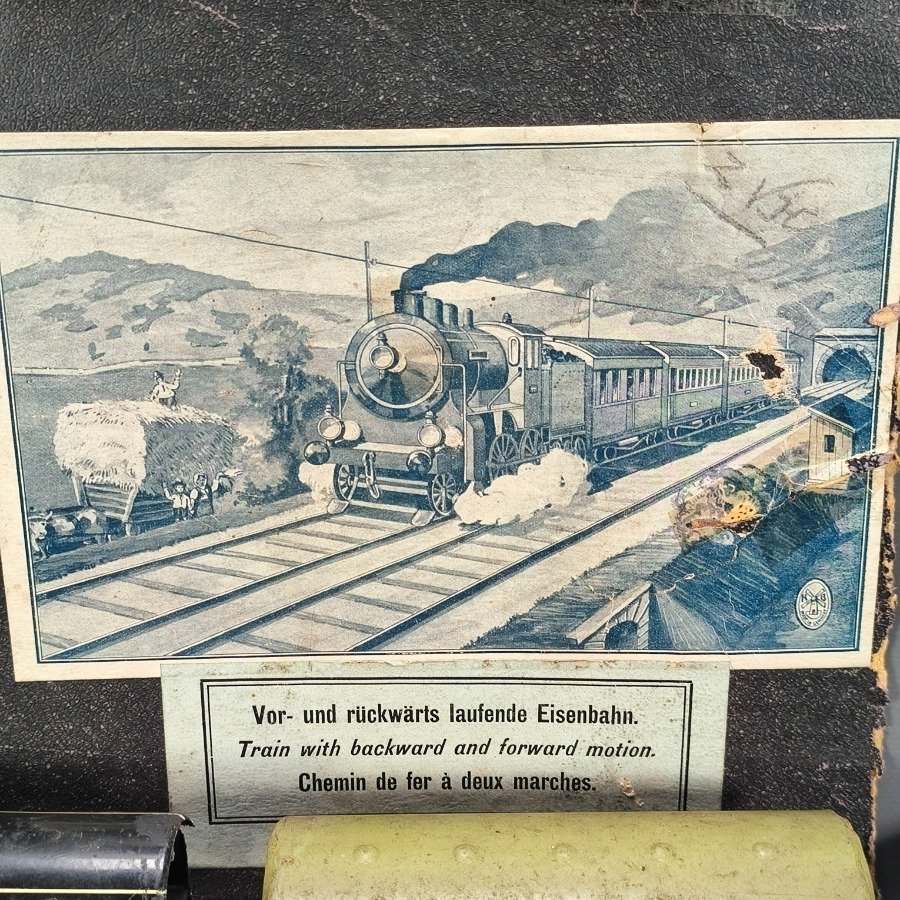 Vor- und rückwärts laufende Eisenbahn.
Train with backward and forward motion.
Chemin de fer à deux marches.